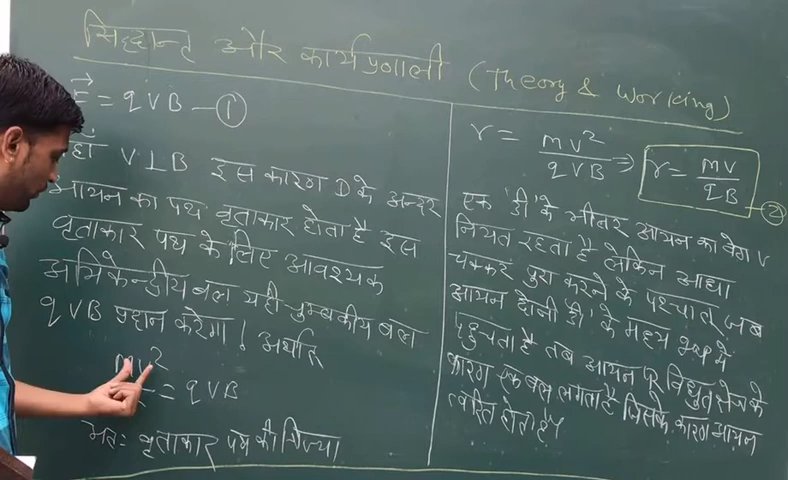 सिद्धान्त और कार्यप्रणाली (Theory & Working)
= qVB — ①
V⊥B इस कारण D के अन्दर
आयन का पथ वृताकार होता है इस
वृताकार पथ के लिए आवश्यक
अभिकेन्द्रीय बल यही चुम्बकीय बल
qVB प्रदान करेगा! अर्थात
mv²
= qVB
अतः वृताकार पथ की त्रिज्या
r = mv²/qVB ⇒ r = mv/qB — ②
एक 'डी' के भीतर आयन का वेग v
नियत रहता है लेकिन आधा
चक्कर पुरा करने के पश्चात् जब
आयन दोनों 'डी' के मध्य में
पहुचता है तब आयन पर विधुत क्षेत्र के
कारण एक बल लगता है जिसके कारण आयन
त्वरित होता है